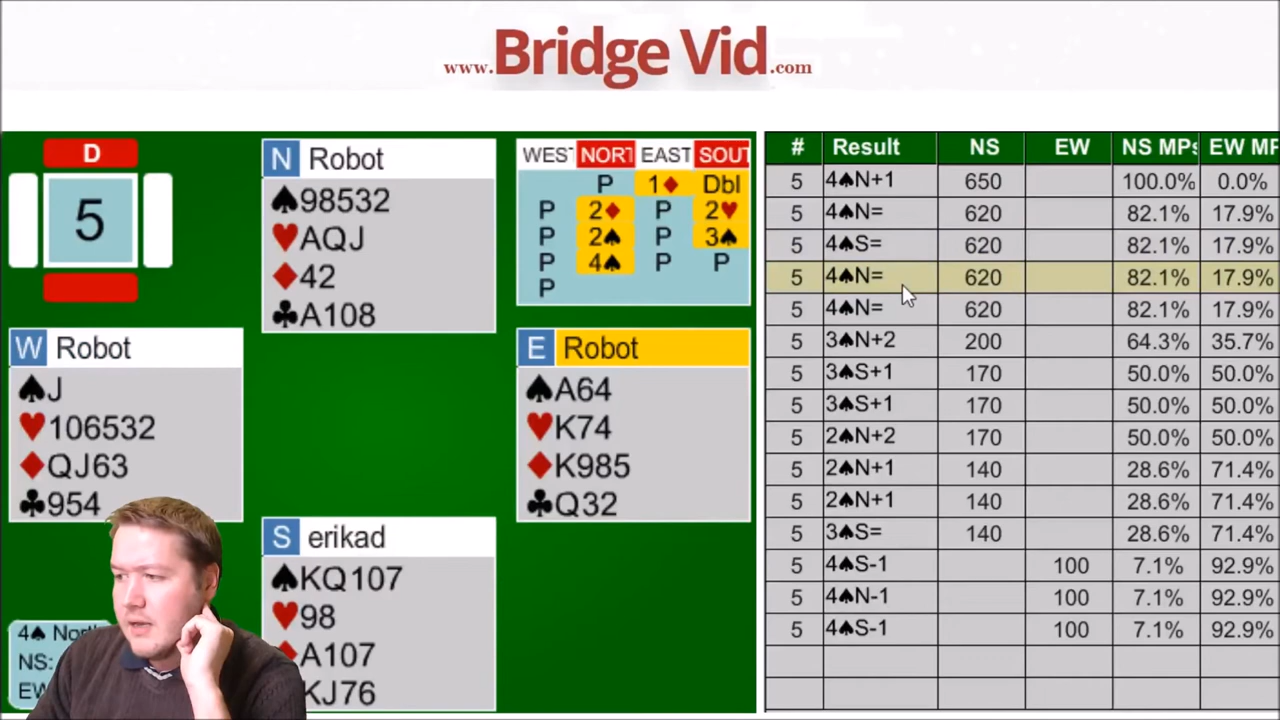 www.Bridge Vid.com
D
5
N Robot
♠98532
♥AQJ
♦42
♣A108
WEST NORT EAST SOUT
P 1♦ Dbl
P 2♦ P 2♥
P 2♠ P 3♠
P 4♠ P P
P
W Robot
♠J
♥106532
♦QJ63
♣954
E Robot
♠A64
♥K74
♦K985
♣Q32
S erikad
♠KQ107
♥98
A107
KJ76
4♠ Nort
NS:
EW
# Result NS EW NS MPs EW MP
5 4♠N+1 650 100.0% 0.0%
5 4♠N= 620 82.1% 17.9%
5 4♠S= 620 82.1% 17.9%
5 4♠N= 620 82.1% 17.9%
5 4♠N= 620 82.1% 17.9%
5 3♠N+2 200 64.3% 35.7%
5 3♠S+1 170 50.0% 50.0%
5 3♠S+1 170 50.0% 50.0%
5 2♠N+2 170 50.0% 50.0%
5 2♠N+1 140 28.6% 71.4%
5 2♠N+1 140 28.6% 71.4%
5 3♠S= 140 28.6% 71.4%
5 4♠S-1 100 7.1% 92.9%
5 4♠N-1 100 7.1% 92.9%
5 4♠S-1 100 7.1% 92.9%